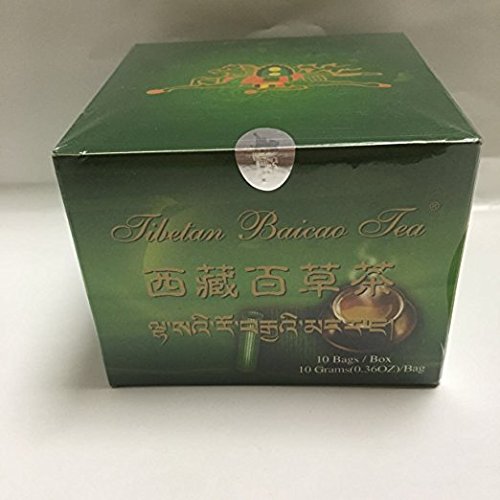 Tibetan Baicao Tea®
西藏百草茶
10 Bags / Box
10 Grams(0.36OZ)/Bag